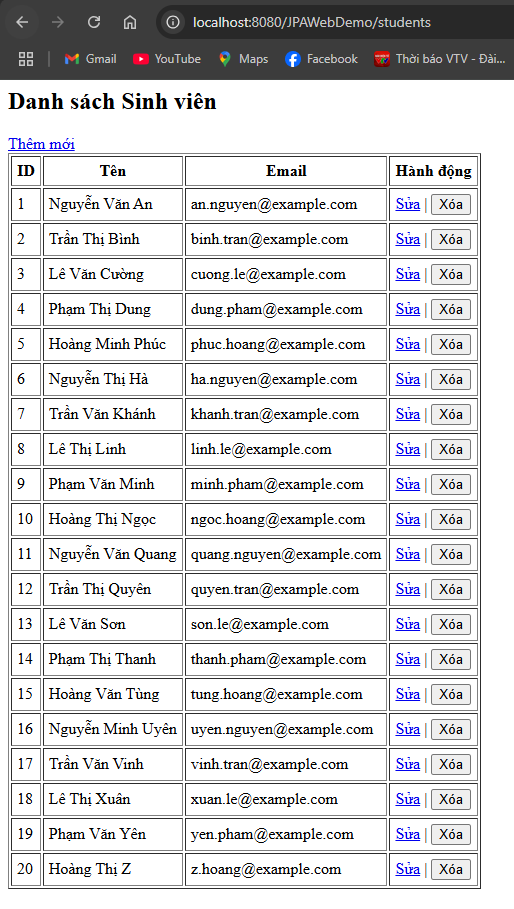 localhost:8080/JPAWebDemo/students
Gmail YouTube Maps Facebook Thời báo VTV - Đài...
Danh sách Sinh viên
Thêm mới
ID Tên Email Hành động
1 Nguyễn Văn An an.nguyen@example.com Sửa | Xóa
2 Trần Thị Bình binh.tran@example.com Sửa | Xóa
3 Lê Văn Cường cuong.le@example.com Sửa | Xóa
4 Phạm Thị Dung dung.pham@example.com Sửa | Xóa
5 Hoàng Minh Phúc phuc.hoang@example.com Sửa | Xóa
6 Nguyễn Thị Hà ha.nguyen@example.com Sửa | Xóa
7 Trần Văn Khánh khanh.tran@example.com Sửa | Xóa
8 Lê Thị Linh linh.le@example.com Sửa | Xóa
9 Phạm Văn Minh minh.pham@example.com Sửa | Xóa
10 Hoàng Thị Ngọc ngoc.hoang@example.com Sửa | Xóa
11 Nguyễn Văn Quang quang.nguyen@example.com Sửa | Xóa
12 Trần Thị Quyên quyen.tran@example.com Sửa | Xóa
13 Lê Văn Sơn son.le@example.com Sửa | Xóa
14 Phạm Thị Thanh thanh.pham@example.com Sửa | Xóa
15 Hoàng Văn Tùng tung.hoang@example.com Sửa | Xóa
16 Nguyễn Minh Uyên uyen.nguyen@example.com Sửa | Xóa
17 Trần Văn Vinh vinh.tran@example.com Sửa | Xóa
18 Lê Thị Xuân xuan.le@example.com Sửa | Xóa
19 Phạm Văn Yên yen.pham@example.com Sửa | Xóa
20 Hoàng Thị Z z.hoang@example.com Sửa | Xóa